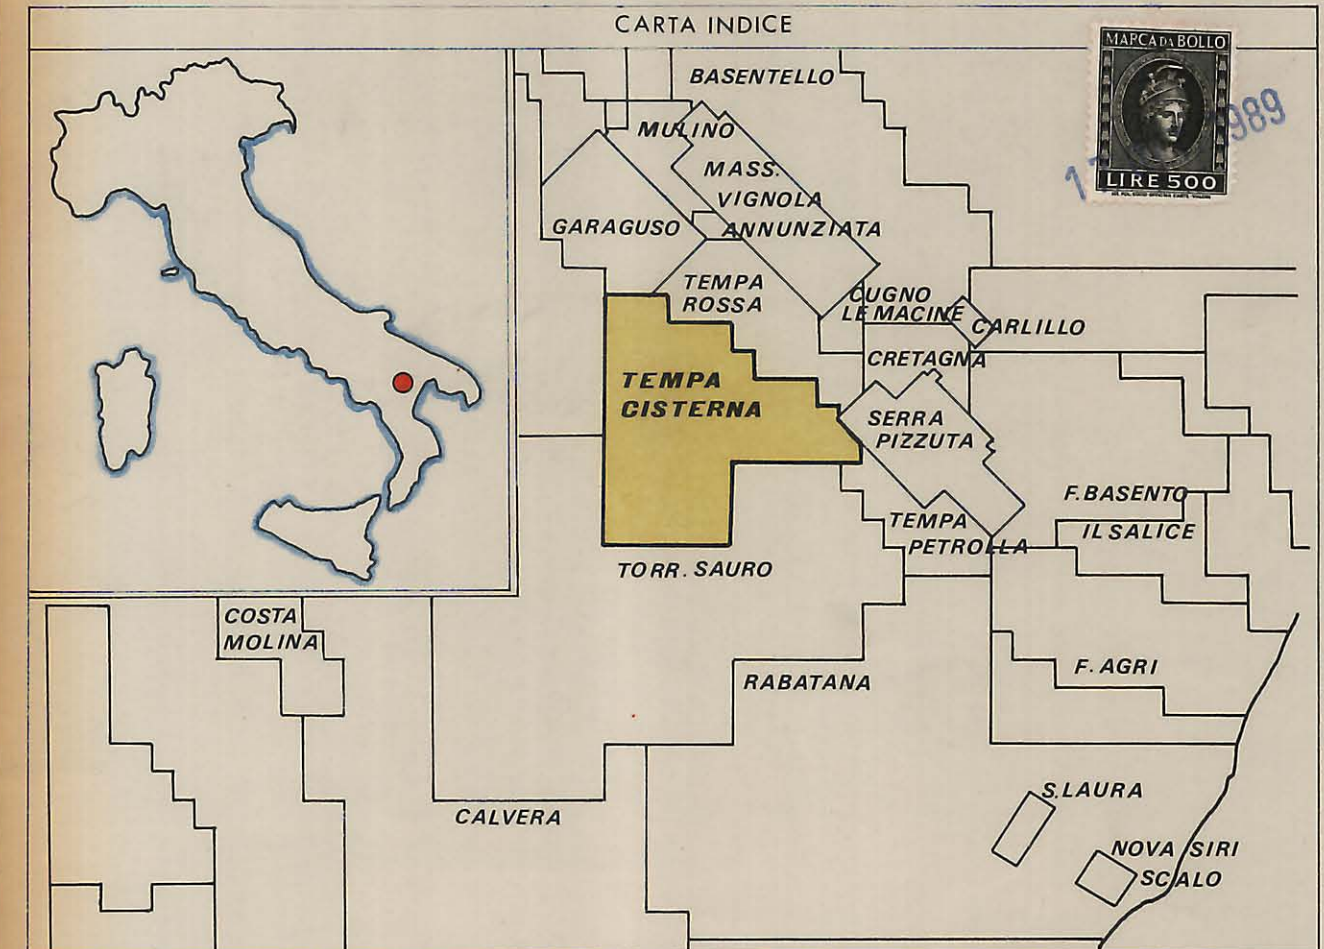 CARTA INDICE
MARCA DA BOLLO
LIRE 500
989
BASENTELLO
MULINO
MASS.
VIGNOLA
ANNUNZIATA
GARAGUSO
TEMPA
ROSSA
CUGNO
LE MACINE
CARLILLO
CRETAGNA
TEMPA
CISTERNA
SERRA
PIZZUTA
F. BASENTO
IL SALICE
TEMPA
PETROLLA
TORR. SAURO
COSTA
MOLINA
F. AGRI
RABATANA
S. LAURA
CALVERA
NOVA SIRI
SCALO